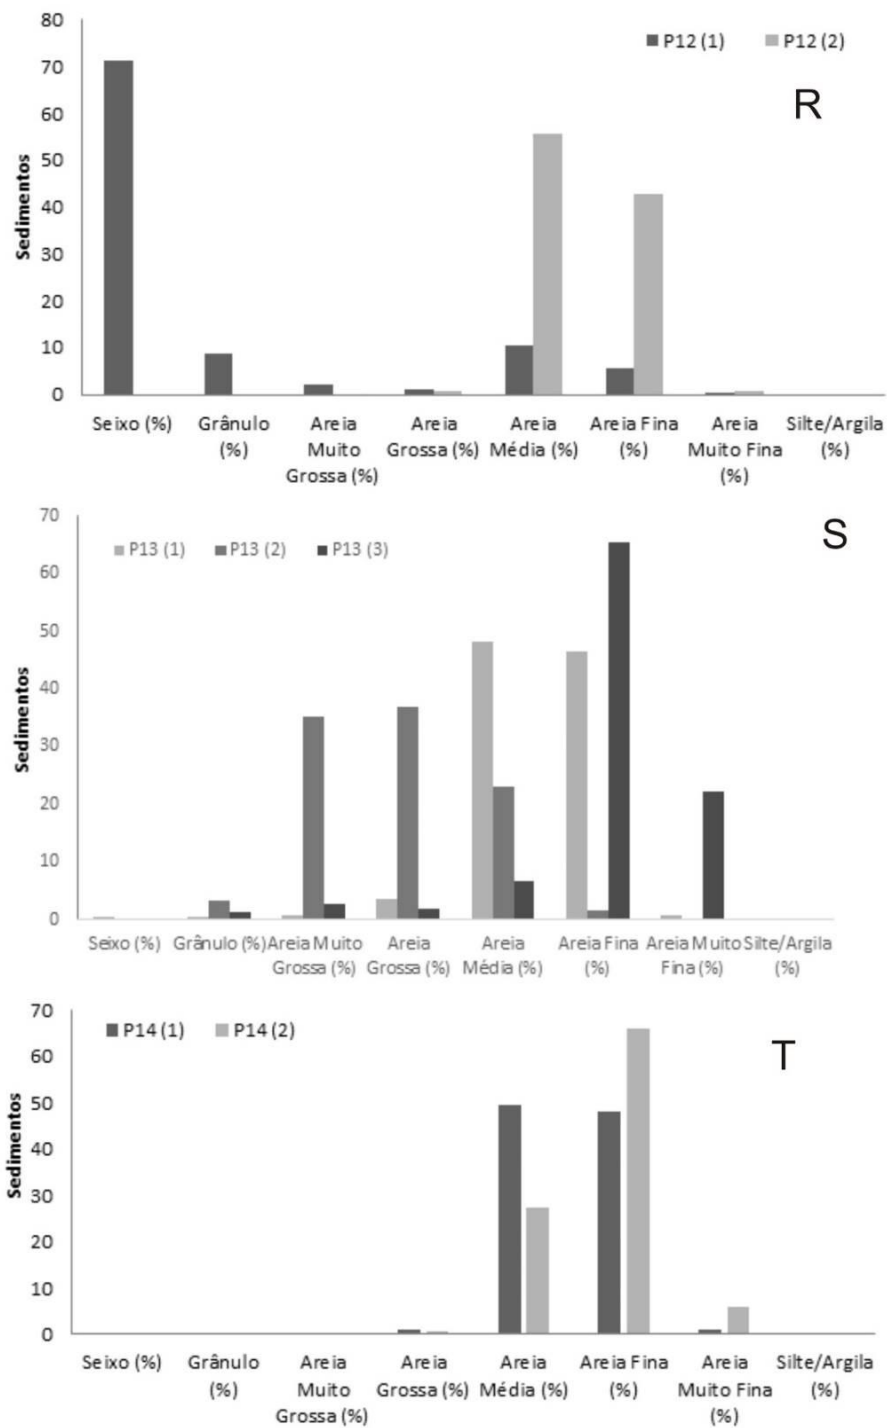 80
70
60
50
40
30
20
10
0
Sedimentos
P12 (1) P12 (2)
R
Seixo (%) Grânulo Areia Areia Areia Areia Fina Areia Silte/Argila
(%) Muito Grossa (%) Média (%) (%) Muito Fina (%)
Grossa (%) (%)
70
60
50
40
30
20
10
0
Sedimentos
P13 (1) P13 (2) P13 (3)
S
Seixo (%) Grânulo (%) Areia Muito Areia Areia Areia Fina Areia Muito Silte/Argila
Grossa (%) Grossa (%) Média (%) (%) Fina (%) (%)
70
60
50
40
30
20
10
0
Sedimentos
P14 (1) P14 (2)
T
Seixo (%) Grânulo Areia Areia Areia Areia Fina Areia Silte/Argila
(%) Muito Grossa (%) Média (%) (%) Muito Fina (%)
Grossa (%) (%)